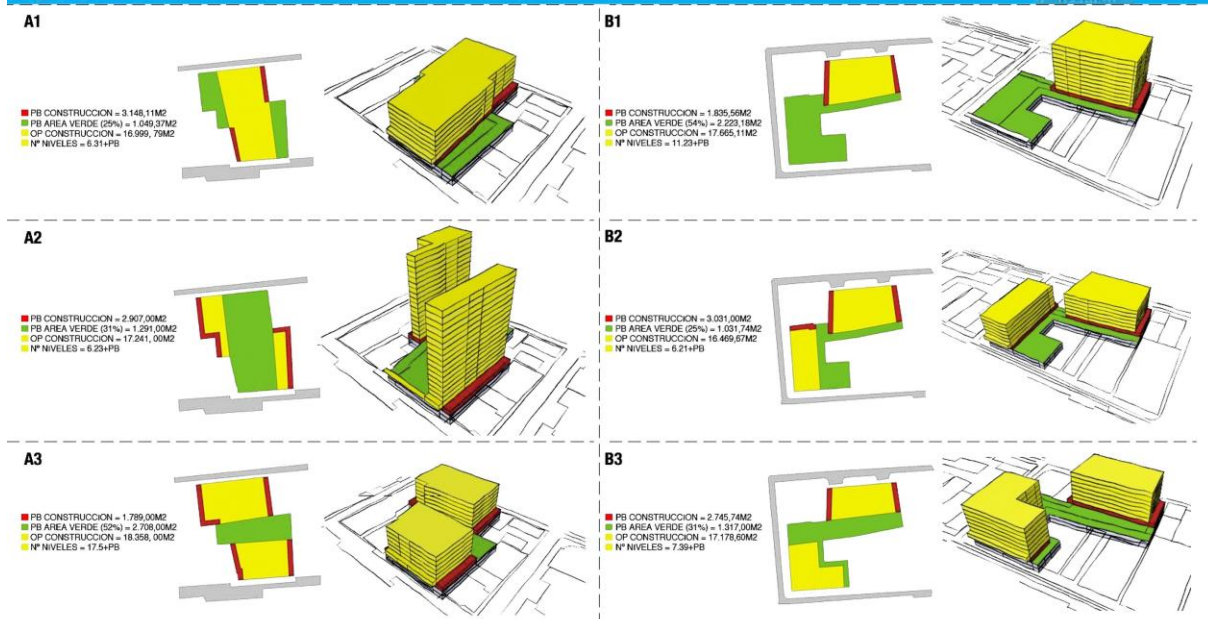 A1
PB CONSTRUCCION = 3.148,11M2
PB AREA VERDE (25%) = 1.049,37M2
OP CONSTRUCCION = 16.999, 79M2
Nº NIVELES = 6.31+PB
B1
PB CONSTRUCCION = 1.835,56M2
PB AREA VERDE (54%) = 2.223,18M2
OP CONSTRUCCION = 17.665,11M2
Nº NIVELES = 11.23+PB
A2
PB CONSTRUCCION = 2.907,00M2
PB AREA VERDE (31%) = 1.291,00M2
OP CONSTRUCCION = 17.241, 00M2
Nº NIVELES = 6.23+PB
B2
PB CONSTRUCCION = 3.031,00M2
PB AREA VERDE (25%) = 1.031,74M2
OP CONSTRUCCION = 16.469,67M2
Nº NIVELES = 6.21+PB
A3
PB CONSTRUCCION = 1.789,00M2
PB AREA VERDE (52%) = 2.708,00M2
OP CONSTRUCCION = 18.358, 00M2
Nº NIVELES = 17.5+PB
B3
PB CONSTRUCCION = 2.745,74M2
PB AREA VERDE (31%) = 1.317,00M2
OP CONSTRUCCION = 17.178,60M2
Nº NIVELES = 7.39+PB